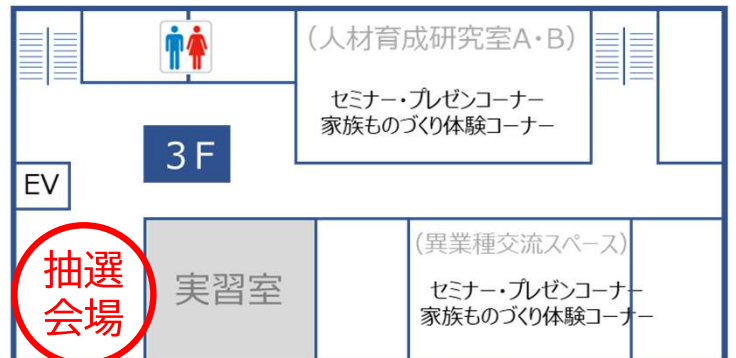 (人材育成研究室A・B)
セミナー・プレゼンコーナー
家族ものづくり体験コーナー
3F
EV
抽選
会場
実習室
(異業種交流スペース)
セミナー・プレゼンコーナー
家族ものづくり体験コーナー